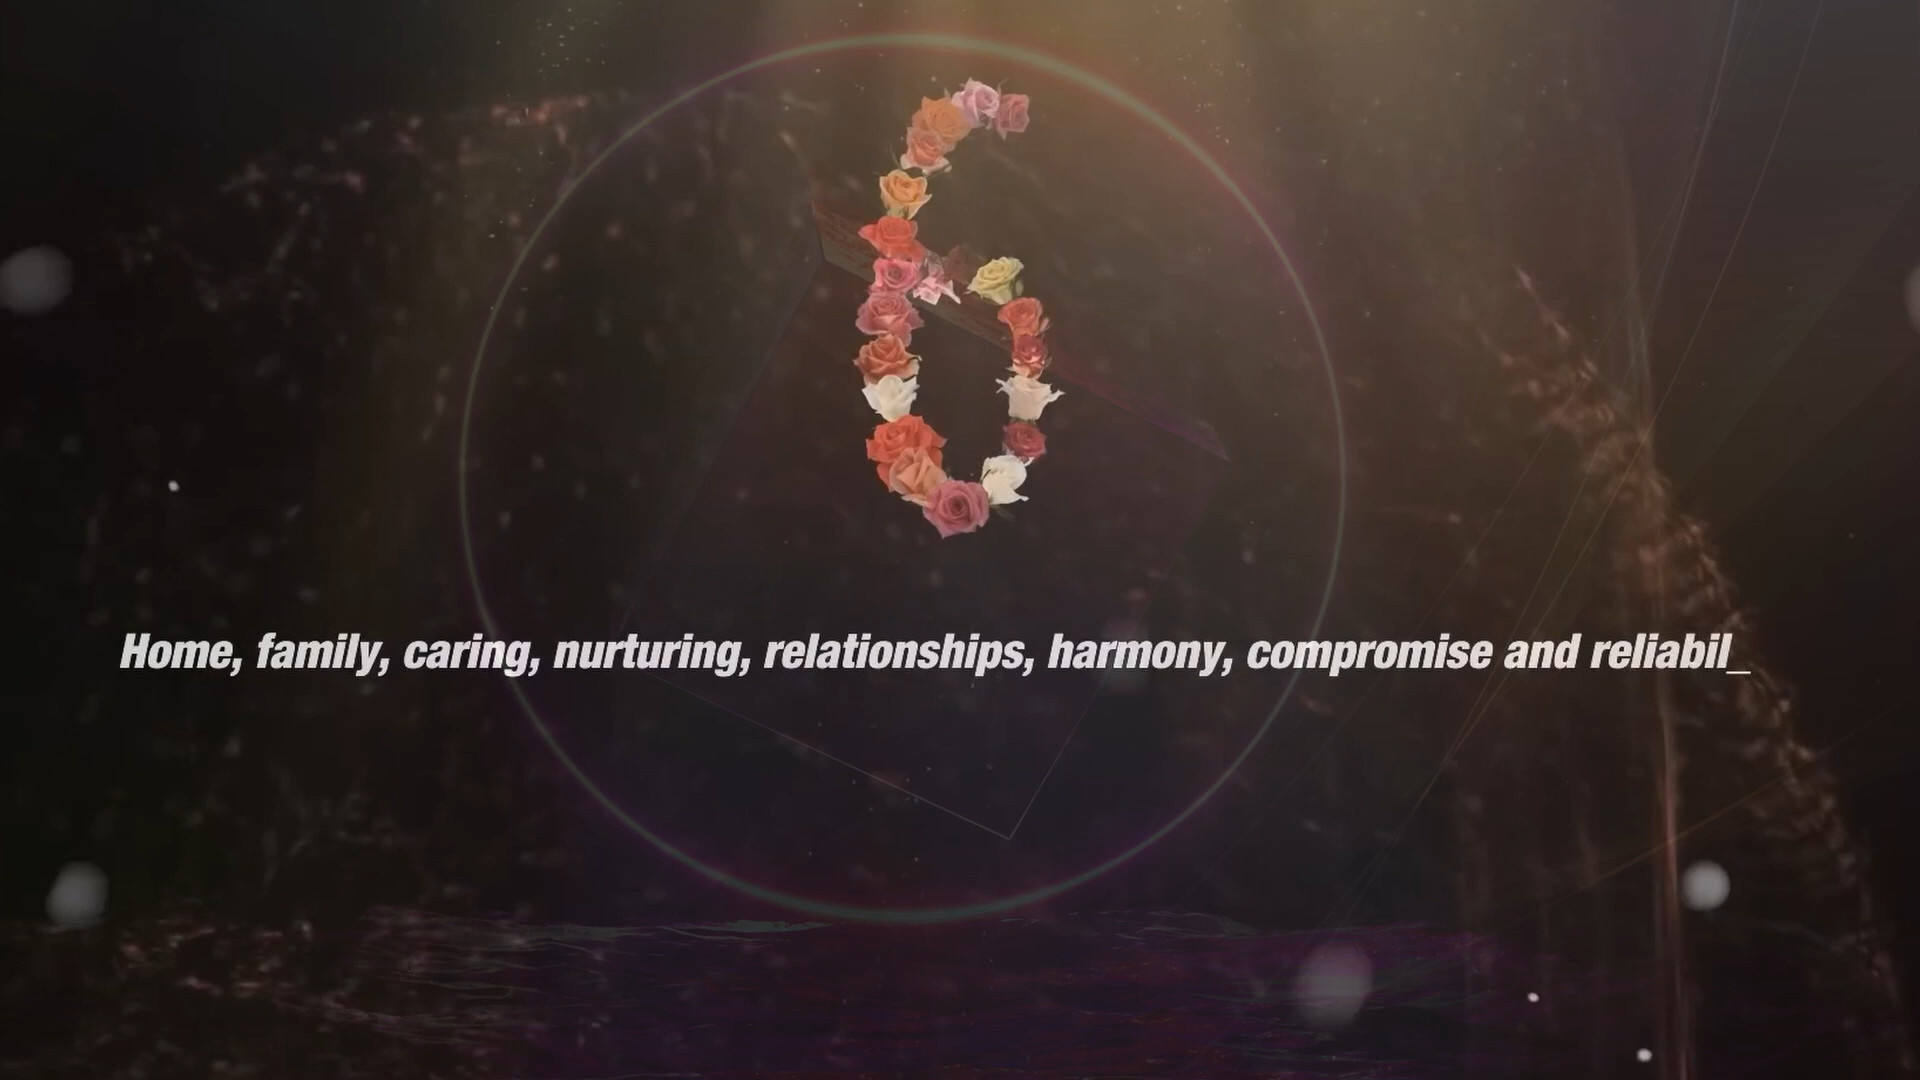 6
Home, family, caring, nurturing, relationships, harmony, compromise and reliabil_